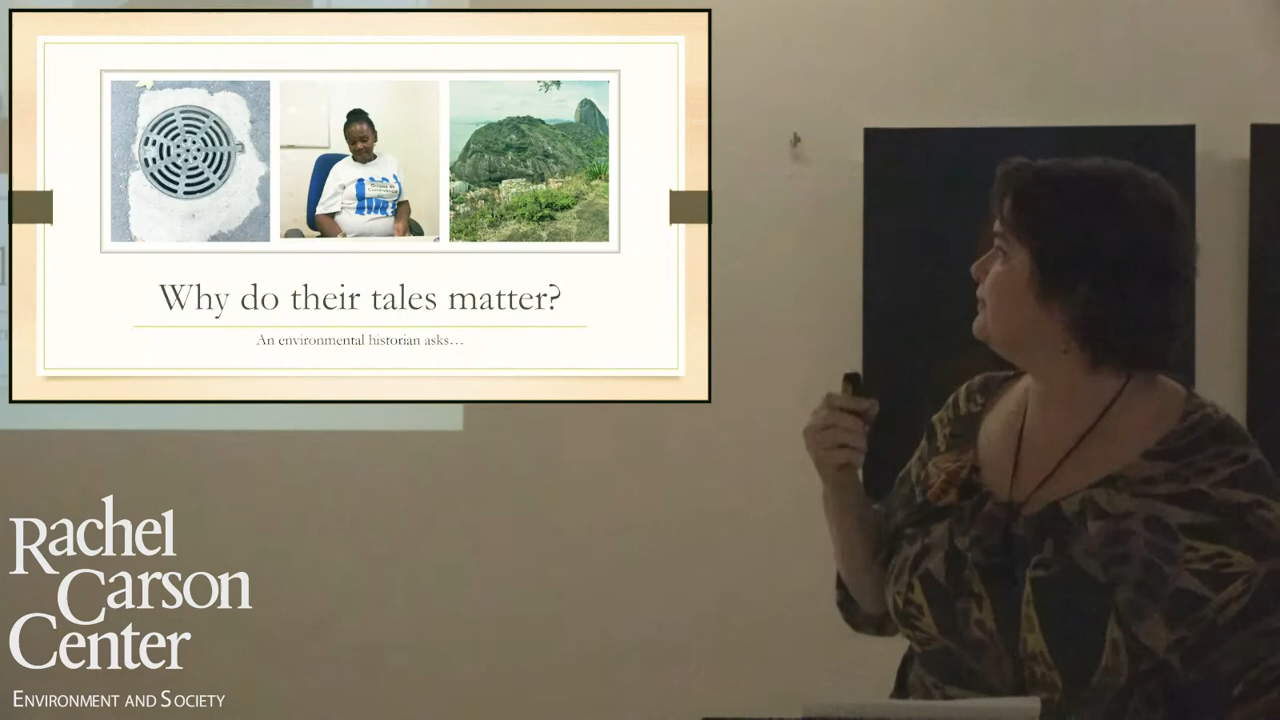 Why do their tales matter?
An environmental historian asks…
Rachel
Carson
Center
ENVIRONMENT AND SOCIETY